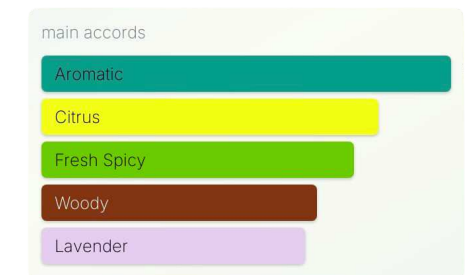 main accords
Aromatic
Citrus
Fresh Spicy
Woody
Lavender